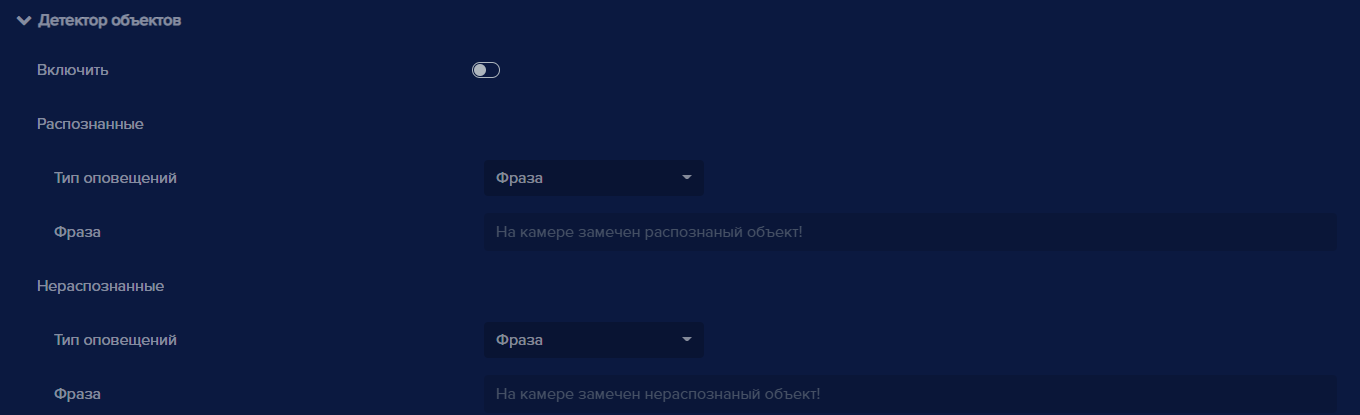 Детектор объектов
Включить
Распознанные
Тип оповещений Фраза
Фраза На камере замечен распознаный объект!
Нераспознанные
Тип оповещений Фраза
Фраза На камере замечен нераспознаный объект!